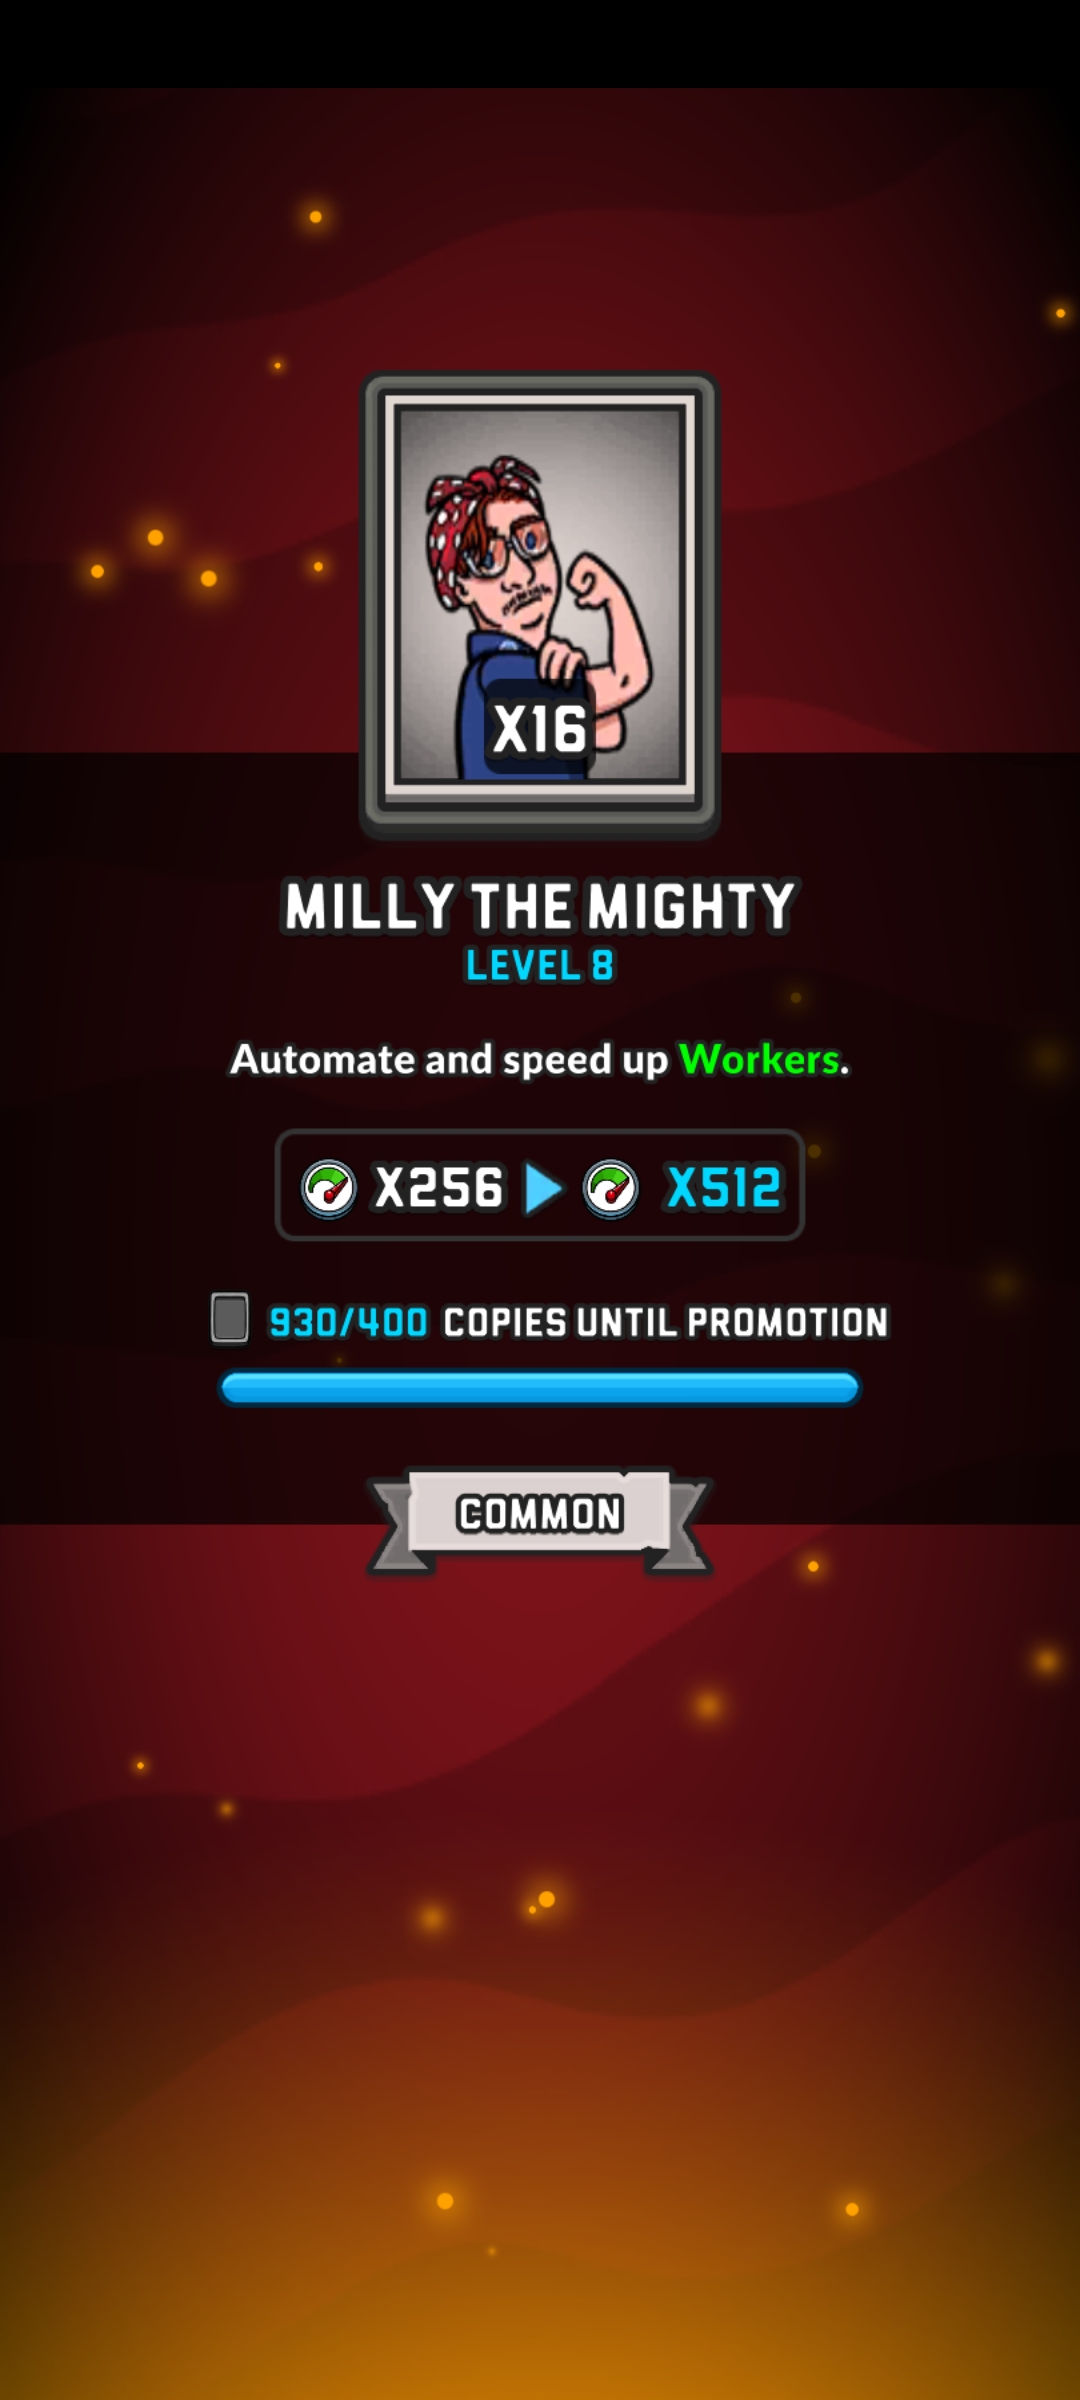 X16
MILLY THE MIGHTY
LEVEL 8
Automate and speed up Workers.
X256 X512
930/400 COPIES UNTIL PROMOTION
COMMON